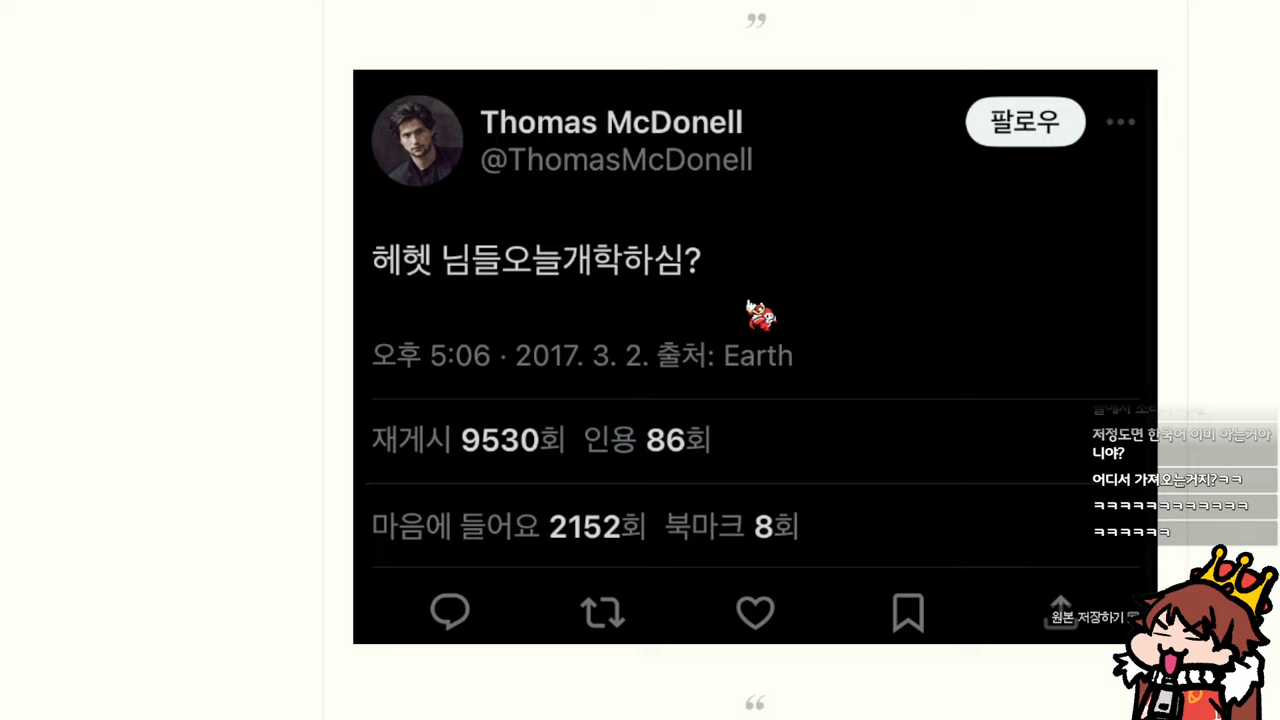 ”
Thomas McDonell
@ThomasMcDonell
팔로우
헤헷 님들오늘개학하심?
오후 5:06 · 2017. 3. 2. 출처: Earth
재게시 9530회 인용 86회
마음에 들어요 2152회 북마크 8회
저정도면 한국어 이미 아는거아
니야?
어디서 가져오는거지?ㅋㅋ
ㅋㅋㅋㅋㅋㅋㅋㅋㅋㅋㅋㅋ
ㅋㅋㅋㅋㅋㅋ
원본 저장하기
“